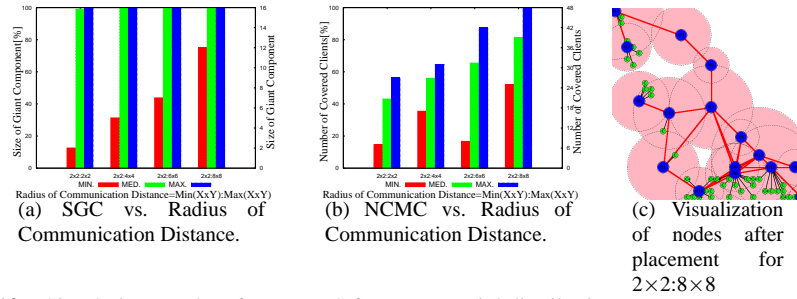 100
80
60
40
20
0
Size of Giant Component[%]
16
14
12
10
8
6
4
2
0
Size of Giant Component
2x2:2x2 2x2:4x4 2x2:6x6 2x2:8x8
MIN. MED. MAX.
Radius of Communication Distance=Min(XxY):Max(XxY)
(a) SGC vs. Radius of
Communication Distance.
100
80
60
40
20
0
Number of Covered Clients[%]
48
42
36
30
24
18
12
6
0
Number of Covered Clients
2x2:2x2 2x2:4x4 2x2:6x6 2x2:8x8
MIN. MED. MAX.
Radius of Communication Distance=Min(XxY):Max(XxY)
(b) NCMC vs. Radius of
Communication Distance.
(c) Visualization
of nodes after
placement for
2×2:8×8